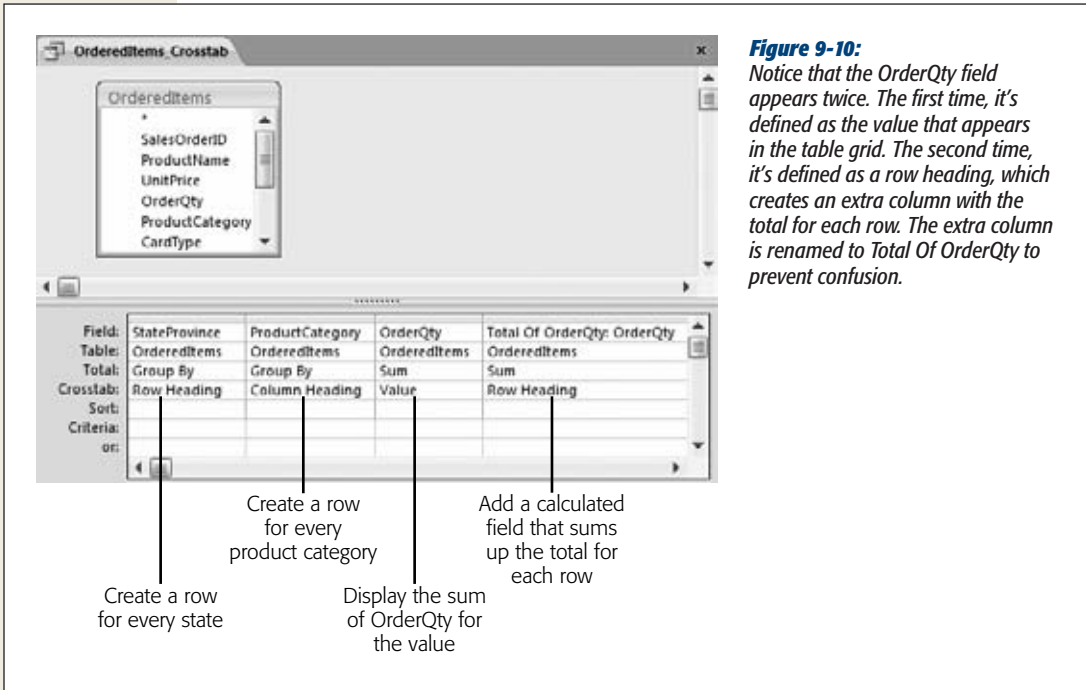 OrderedItems_Crosstab
OrderedItems
*
SalesOrderID
ProductName
UnitPrice
OrderQty
ProductCategory
CardType
Field: StateProvince ProductCategory OrderQty Total Of OrderQty: OrderQty
Table: OrderedItems OrderedItems OrderedItems OrderedItems
Total: Group By Group By Sum Sum
Crosstab: Row Heading Column Heading Value Row Heading
Sort:
Criteria:
or:
Create a row
for every
product category
Add a calculated
field that sums
up the total for
each row
Create a row
for every state
Display the sum
of OrderQty for
the value
Figure 9-10:
Notice that the OrderQty field
appears twice. The first time, it’s
defined as the value that appears
in the table grid. The second time,
it’s defined as a row heading, which
creates an extra column with the
total for each row. The extra column
is renamed to Total Of OrderQty to
prevent confusion.